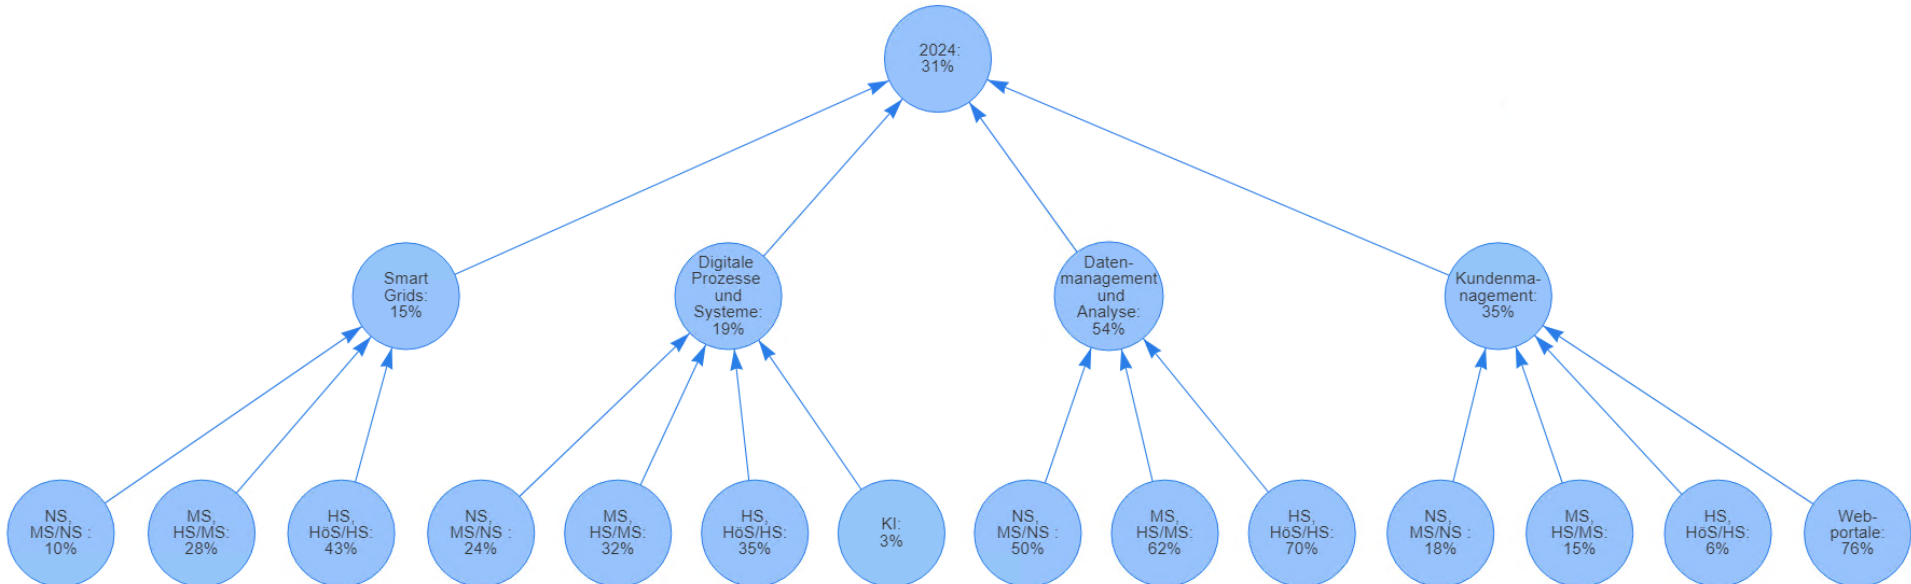 2024:
31%
Smart
Grids:
15%
Digitale
Prozesse
und
Systeme:
19%
Daten-
management
und
Analyse:
54%
Kundenma-
nagement:
35%
NS,
MS/NS :
10%
MS,
HS/MS:
28%
HS,
HöS/HS:
43%
NS,
MS/NS :
24%
MS,
HS/MS:
32%
HS,
HöS/HS:
35%
KI:
3%
NS,
MS/NS :
50%
MS,
HS/MS:
62%
HS,
HöS/HS:
70%
NS,
MS/NS :
18%
MS,
HS/MS:
15%
HS,
HöS/HS:
6%
Web-
portale:
76%